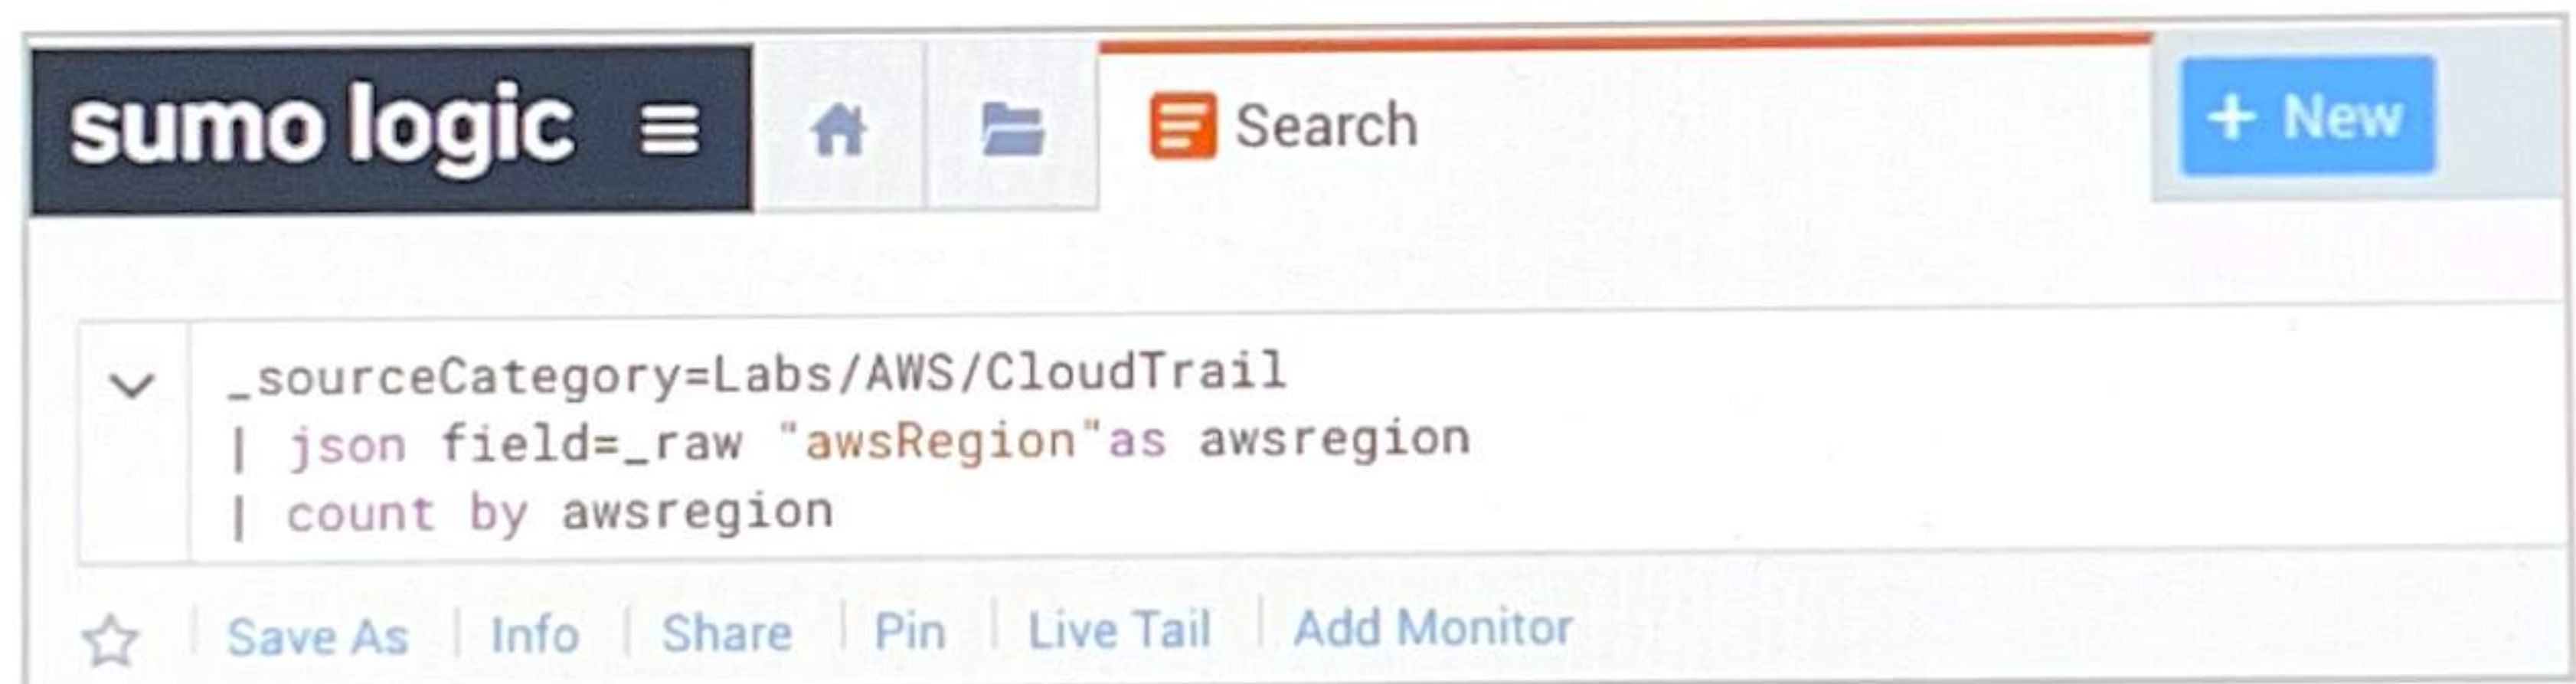 sumo logic Search + New
_sourceCategory=Labs/AWS/CloudTrail
| json field=_raw "awsRegion"as awsregion
| count by awsregion
Save As | Info | Share | Pin | Live Tail | Add Monitor